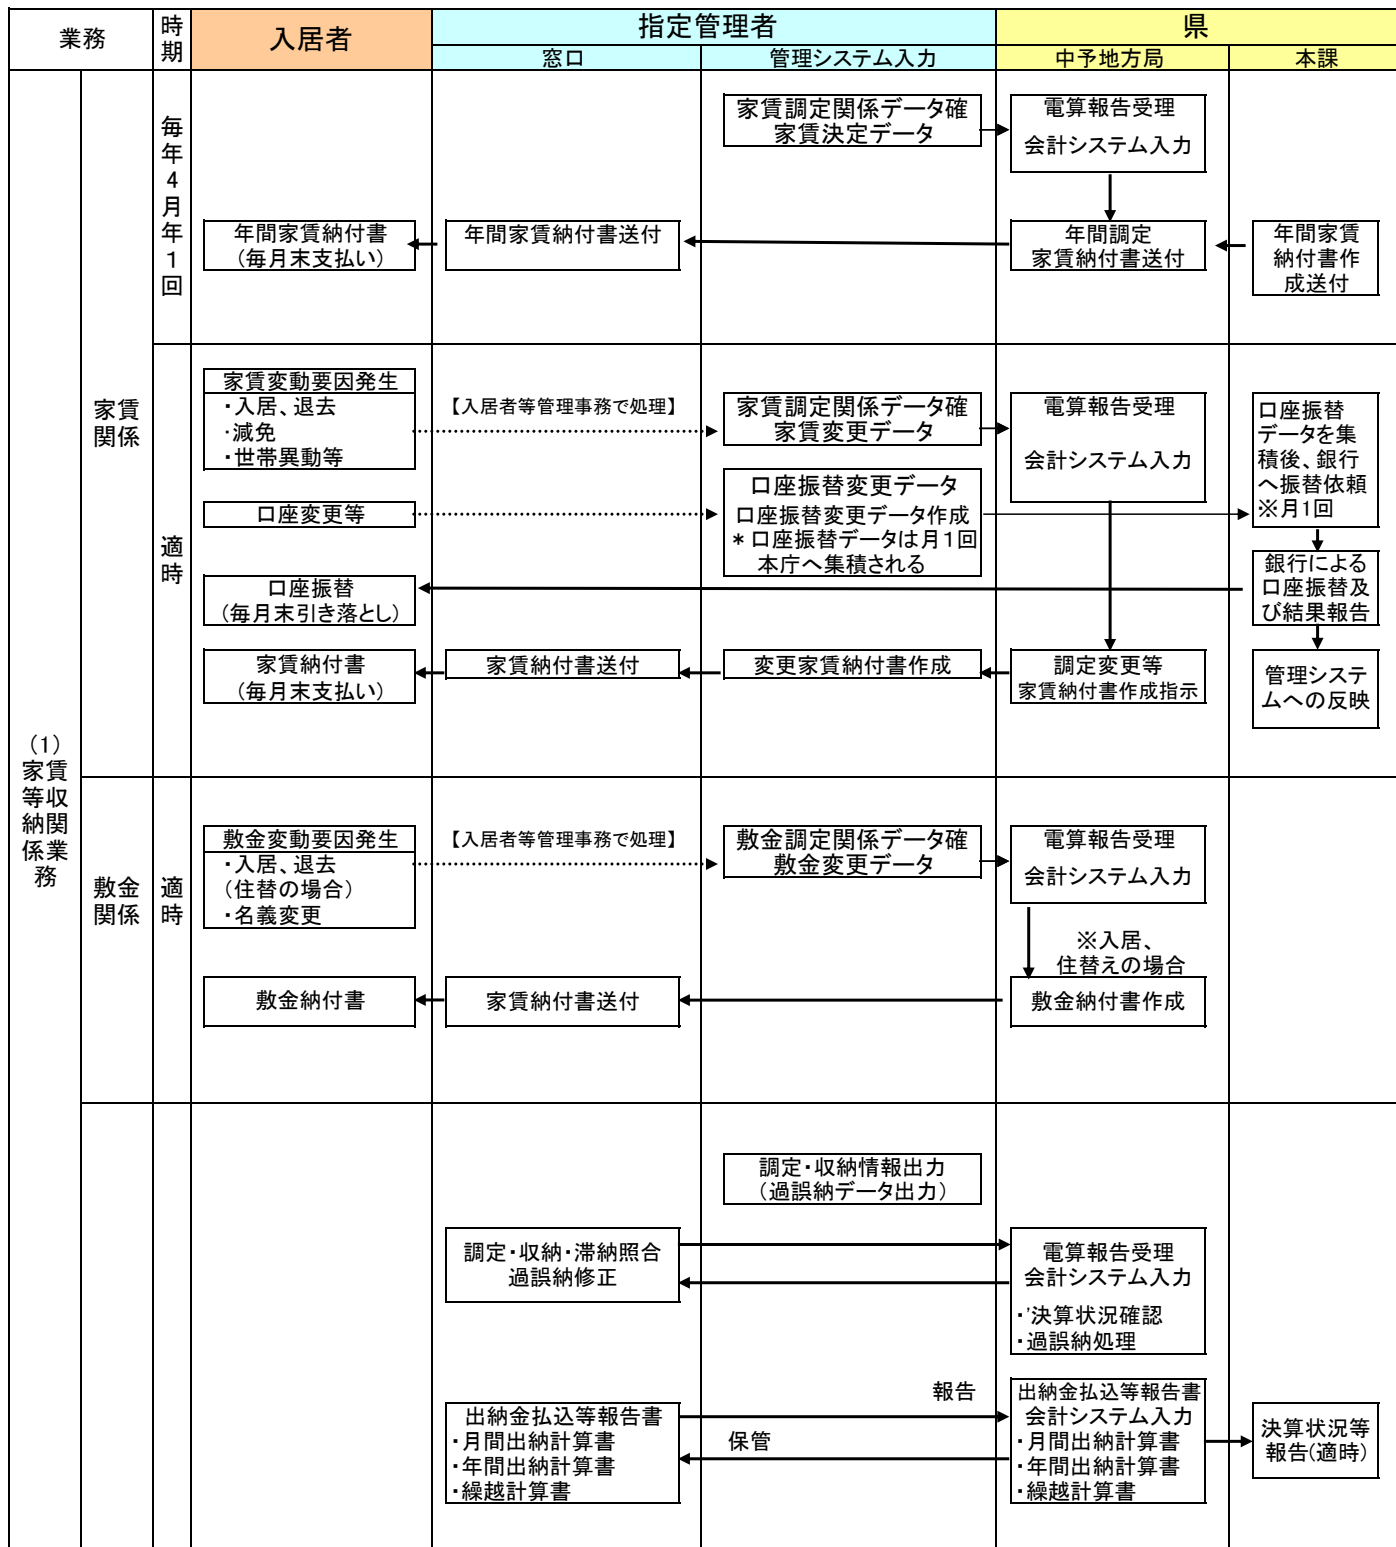 業務
時期
入居者
指定管理者
県
窓口
管理システム入力
中予地方局
本課
(1)
家賃
等収
納関
係業
務
家賃
関係
毎年4月年1回
家賃調定関係データ確
家賃決定データ
電算報告受理
会計システム入力
年間家賃納付書
(毎月末支払い)
年間家賃納付書送付
年間調定
家賃納付書送付
年間家賃
納付書作
成送付
適時
家賃変動要因発生
・入居、退去
・減免
・世帯異動等
【入居者等管理事務で処理】
家賃調定関係データ確
家賃変更データ
電算報告受理
会計システム入力
口座振替
データを集
積後、銀行
へ振替依頼
※月1回
口座変更等
口座振替変更データ
口座振替変更データ作成
*口座振替データは月1回
本庁へ集積される
口座振替
(毎月末引き落とし)
銀行による
口座振替及
び結果報告
家賃納付書
(毎月末支払い)
家賃納付書送付
変更家賃納付書作成
調定変更等
家賃納付書作成指示
管理システ
ムへの反映
敷金
関係
適時
敷金変動要因発生
・入居、退去
(住替の場合)
・名義変更
【入居者等管理事務で処理】
敷金調定関係データ確
敷金変更データ
電算報告受理
会計システム入力
※入居、
住替えの場合
敷金納付書
家賃納付書送付
敷金納付書作成
調定・収納情報出力
(過誤納データ出力)
調定・収納・滞納照合
過誤納修正
電算報告受理
会計システム入力
・'決算状況確認
・過誤納処理
報告
保管
出納金払込等報告書
・月間出納計算書
・年間出納計算書
・繰越計算書
出納金払込等報告書
会計システム入力
・月間出納計算書
・年間出納計算書
・繰越計算書
決算状況等
報告(適時)